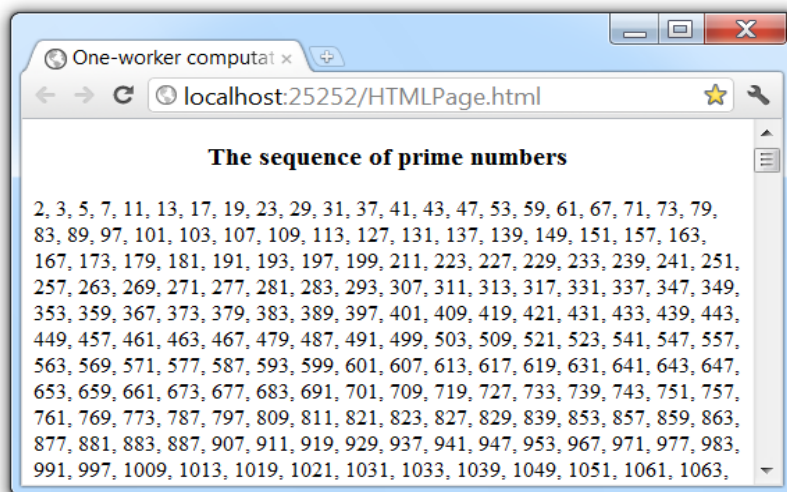 One-worker computat
localhost:25252/HTMLPage.html
The sequence of prime numbers
2, 3, 5, 7, 11, 13, 17, 19, 23, 29, 31, 37, 41, 43, 47, 53, 59, 61, 67, 71, 73, 79,
83, 89, 97, 101, 103, 107, 109, 113, 127, 131, 137, 139, 149, 151, 157, 163,
167, 173, 179, 181, 191, 193, 197, 199, 211, 223, 227, 229, 233, 239, 241, 251,
257, 263, 269, 271, 277, 281, 283, 293, 307, 311, 313, 317, 331, 337, 347, 349,
353, 359, 367, 373, 379, 383, 389, 397, 401, 409, 419, 421, 431, 433, 439, 443,
449, 457, 461, 463, 467, 479, 487, 491, 499, 503, 509, 521, 523, 541, 547, 557,
563, 569, 571, 577, 587, 593, 599, 601, 607, 613, 617, 619, 631, 641, 643, 647,
653, 659, 661, 673, 677, 683, 691, 701, 709, 719, 727, 733, 739, 743, 751, 757,
761, 769, 773, 787, 797, 809, 811, 821, 823, 827, 829, 839, 853, 857, 859, 863,
877, 881, 883, 887, 907, 911, 919, 929, 937, 941, 947, 953, 967, 971, 977, 983,
991, 997, 1009, 1013, 1019, 1021, 1031, 1033, 1039, 1049, 1051, 1061, 1063,